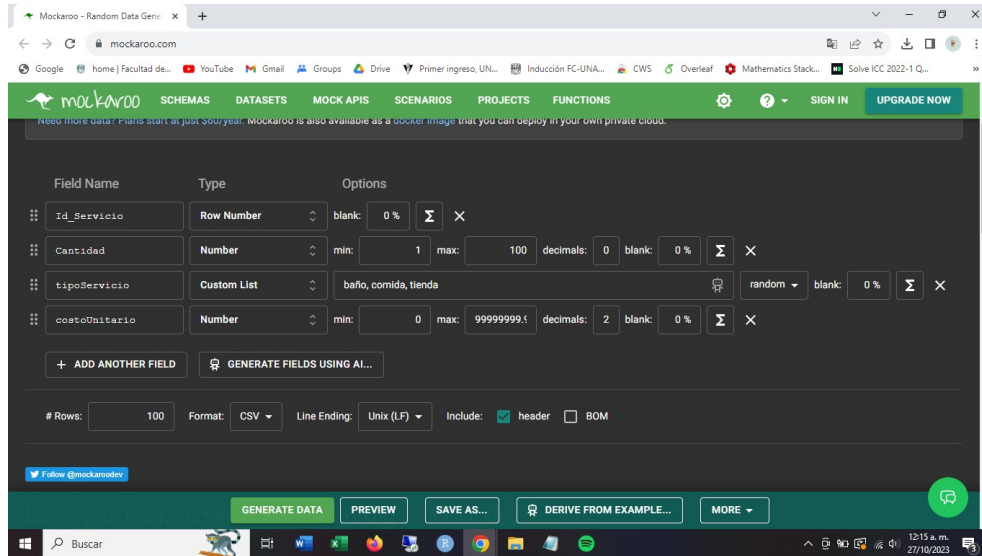 Mockaroo - Random Data Gene
mockaroo.com
Google home | Facultad de... YouTube Gmail Groups Drive Primer ingreso, UN... Inducción FC-UNA... CWS Overleaf Mathematics Stack... Solve ICC 2022-1 Q... »
mockaroo SCHEMAS DATASETS MOCK APIS SCENARIOS PROJECTS FUNCTIONS SIGN IN UPGRADE NOW
Need more data? Plans start at just $60/year. Mockaroo is also available as a docker image that you can deploy in your own private cloud.
Field Name Type Options
Id_Servicio Row Number blank: 0 % Σ ×
Cantidad Number min: 1 max: 100 decimals: 0 blank: 0 % Σ ×
tipoServicio Custom List baño, comida, tienda random blank: 0 % Σ ×
costoUnitario Number min: 0 max: 99999999.9 decimals: 2 blank: 0 % Σ ×
+ ADD ANOTHER FIELD GENERATE FIELDS USING AI...
# Rows: 100 Format: CSV Line Ending: Unix (LF) Include: header BOM
Follow @mockaroodev
GENERATE DATA PREVIEW SAVE AS... DERIVE FROM EXAMPLE... MORE
Buscar
12:15 a. m.
27/10/2023
3